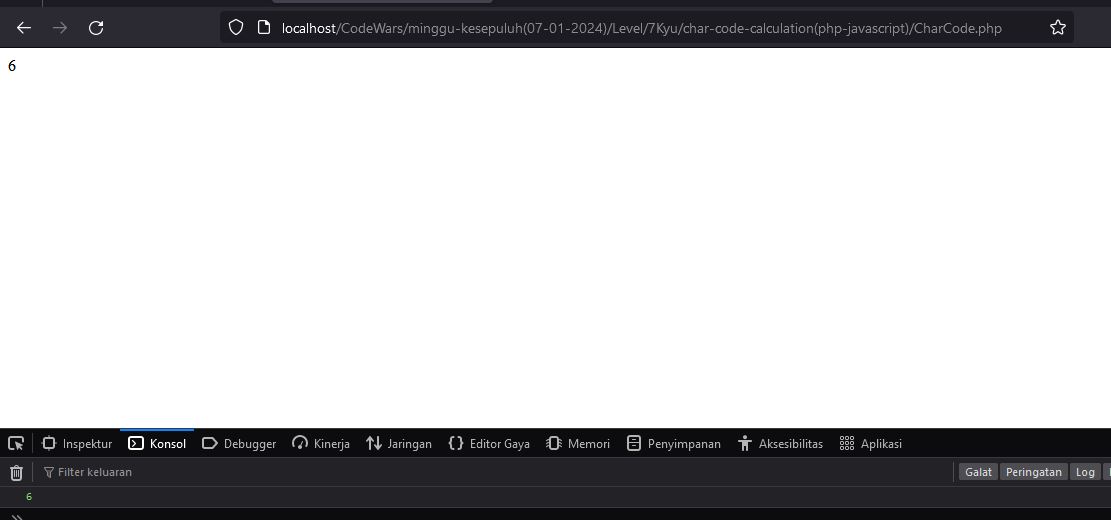 localhost/CodeWars/minggu-kesepuluh(07-01-2024)/Level/7Kyu/char-code-calculation(php-javascript)/CharCode.php
6
Inspektur Konsol Debugger Kinerja Jaringan Editor Gaya Memori Penyimpanan Aksesibilitas Aplikasi
Filter keluaran Galat Peringatan Log
6